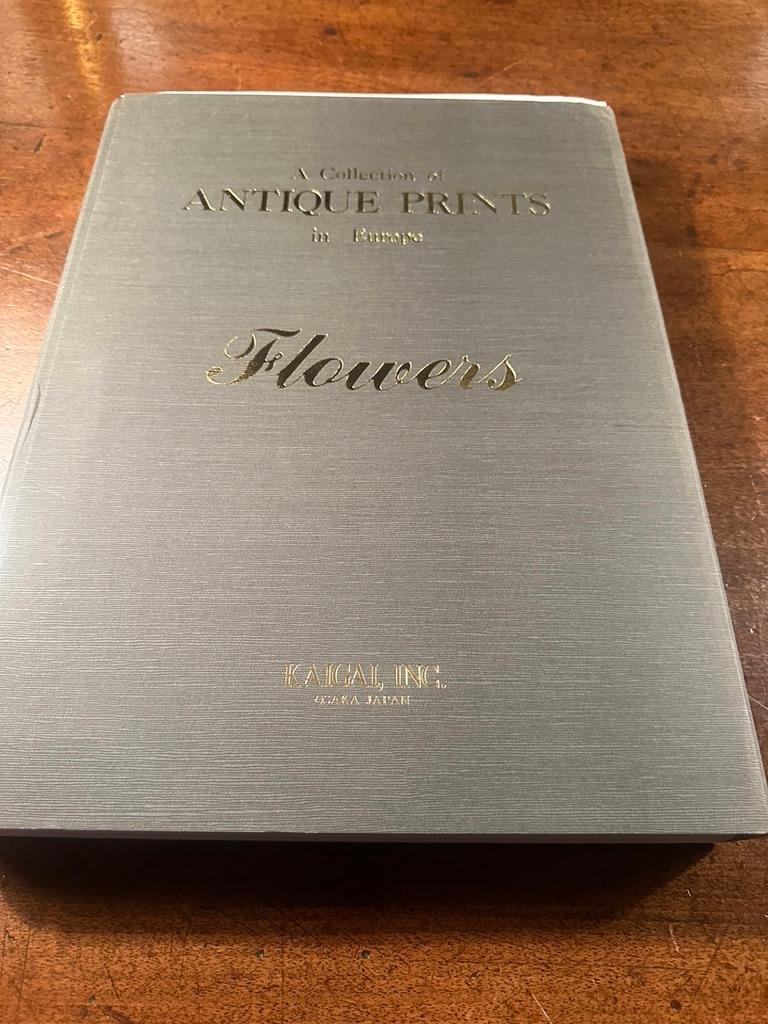 A Collection of
ANTIQUE PRINTS
in Europe
Flowers
KAIGAI, INC.
OSAKA JAPAN